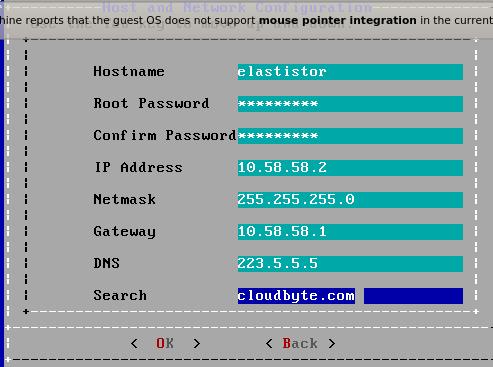 Host and Network Configuration
hine reports that the guest OS does not support mouse pointer integration in the current
Hostname elastistor
Root Password *********
Confirm Password *********
IP Address 10.58.58.2
Netmask 255.255.255.0
Gateway 10.58.58.1
DNS 223.5.5.5
Search cloudbyte.com
< OK > < Back >